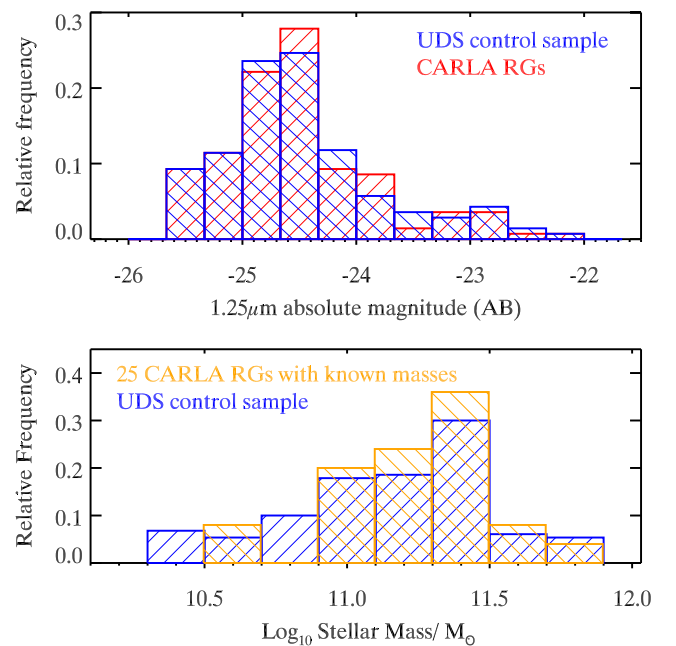 0.3
UDS control sample
CARLA RGs
0.2
0.1
0.0
Relative frequency
-26 -25 -24 -23 -22
1.25μm absolute magnitude (AB)
25 CARLA RGs with known masses
UDS control sample
0.4
0.3
0.2
0.1
0.0
Relative Frequency
10.5 11.0 11.5 12.0
Log₁₀ Stellar Mass/ M⊙